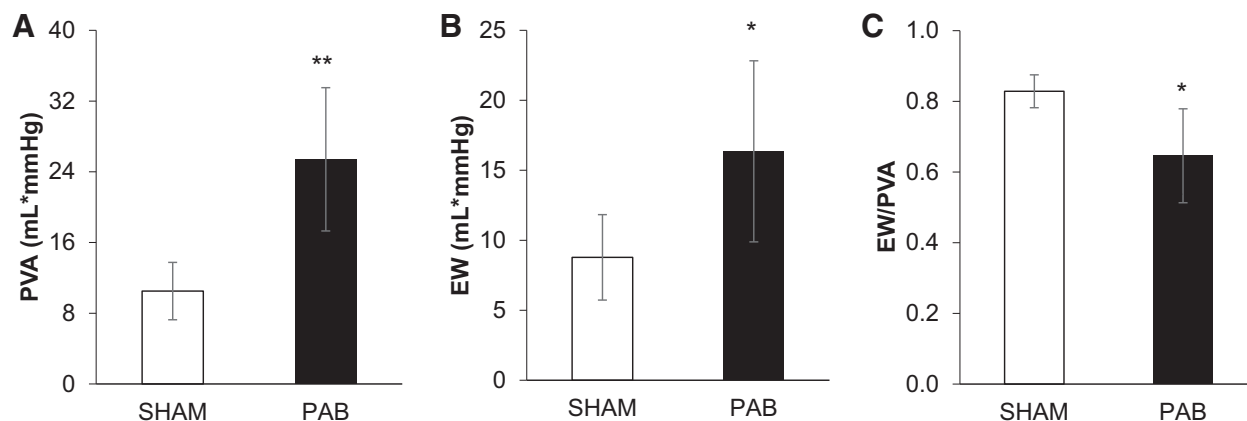 A
PVA (mL*mmHg)
40
32
24
16
8
0
**
SHAM PAB
B
EW (mL*mmHg)
25
20
15
10
5
0
*
SHAM PAB
C
EW/PVA
1.0
0.8
0.6
0.4
0.2
0.0
*
SHAM PAB